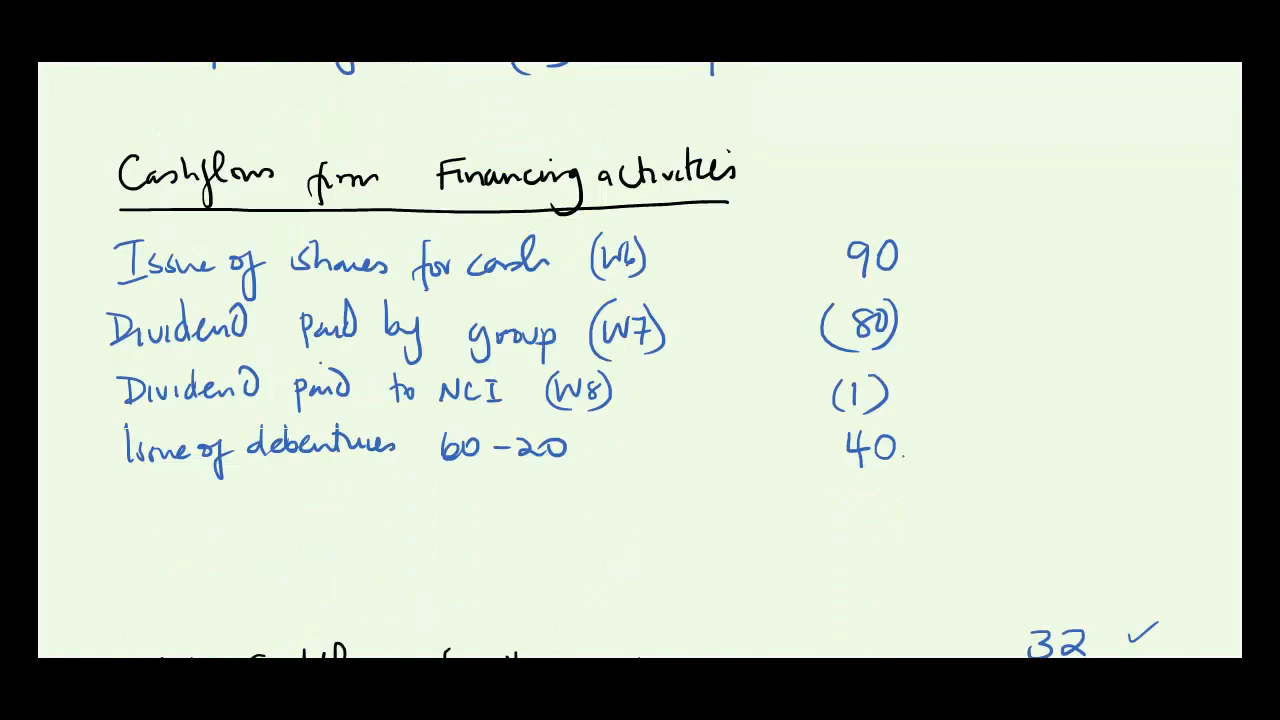 Cashflows from Financing activities
Issue of shares for cash (W6) 90
Dividend paid by group (W7) (80)
Dividend paid to NCI (W8) (1)
Issue of debentures 60-20 40
32 ✓